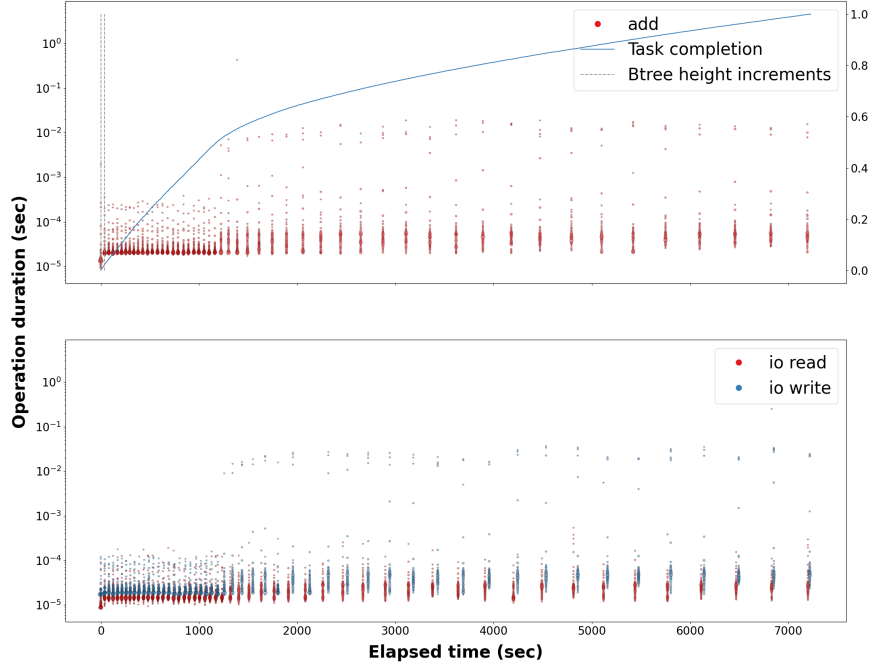 10⁰
10⁻¹
10⁻²
10⁻³
10⁻⁴
10⁻⁵
add
Task completion
Btree height increments
1.0
0.8
0.6
0.4
0.2
0.0
Operation duration (sec)
10⁰
10⁻¹
10⁻²
10⁻³
10⁻⁴
10⁻⁵
io read
io write
0 1000 2000 3000 4000 5000 6000 7000
Elapsed time (sec)